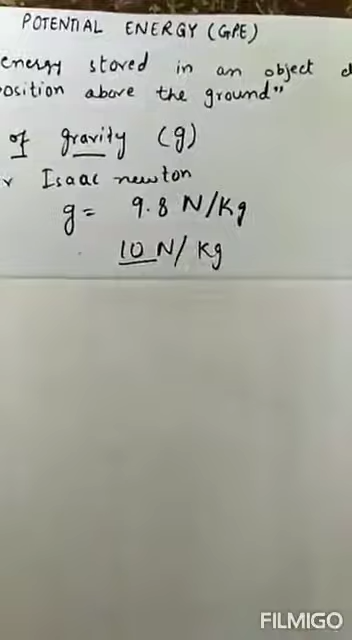 POTENTIAL ENERGY (GPE)
energy stored in an object
position above the ground"
of gravity (g)
Isaac newton
g= 9.8 N/Kg
10 N/ Kg
FILMIGO